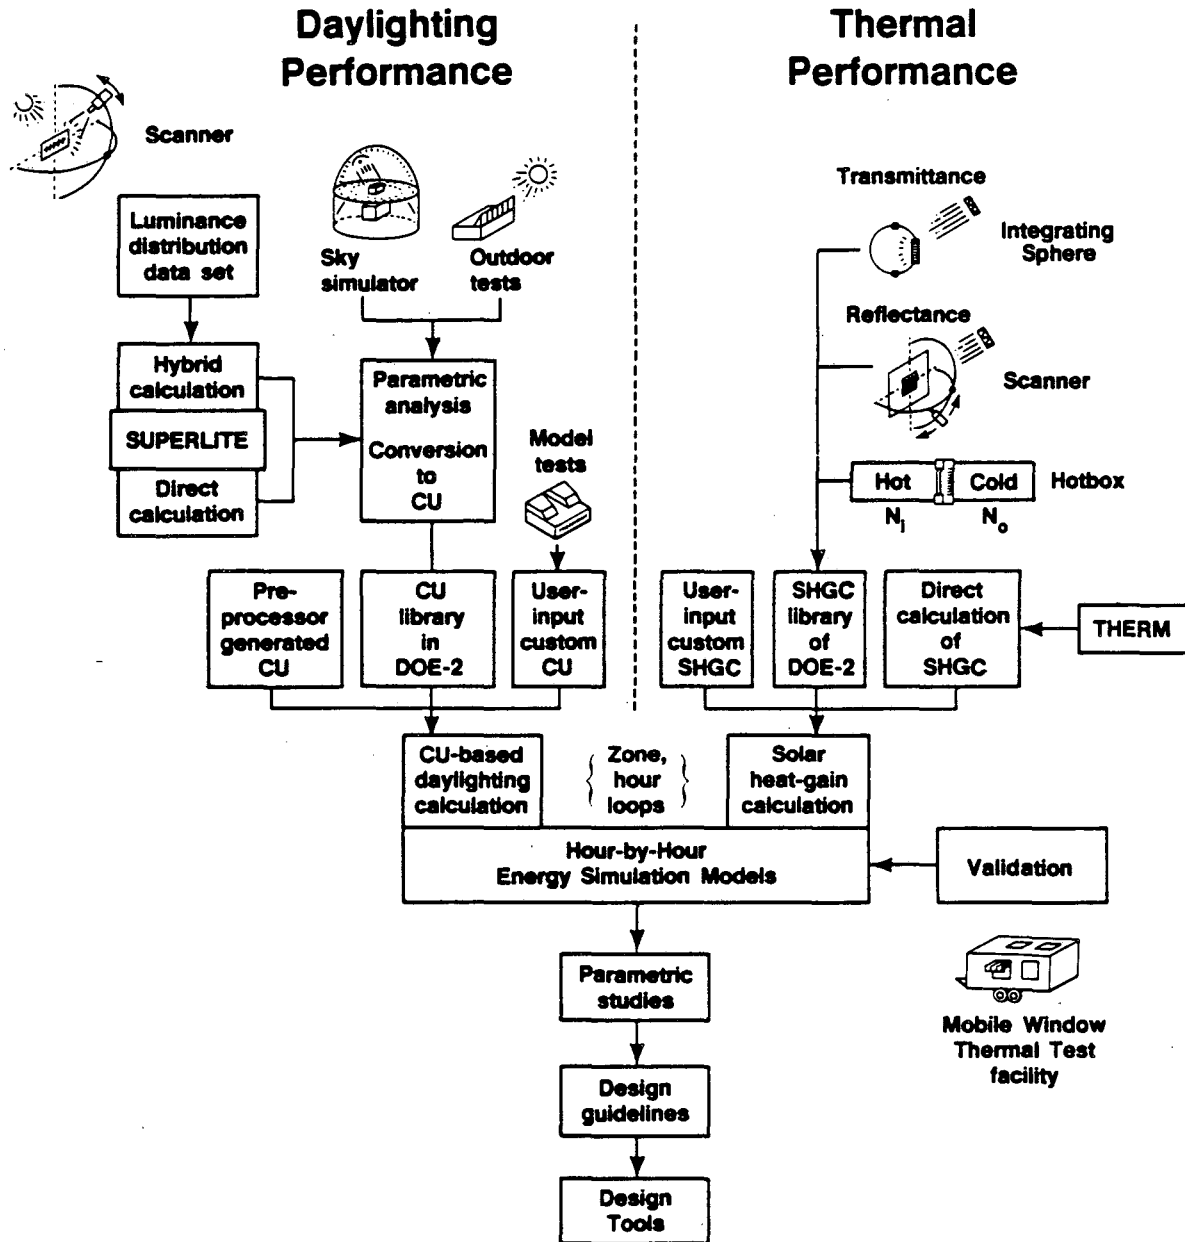 Daylighting
Performance
Thermal
Performance
Scanner
Luminance
distribution
data set
Sky
simulator
Outdoor
tests
Hybrid
calculation
SUPERLITE
Direct
calculation
Parametric
analysis
Conversion
to
CU
Model
tests
Pre-
processor
generated
CU
CU
library
in
DOE-2
User-
input
custom
CU
Transmittance
Integrating
Sphere
Reflectance
Scanner
Hot
Cold
Hotbox
Ni
No
User-
input
custom
SHGC
SHGC
library
of
DOE-2
Direct
calculation
of
SHGC
THERM
CU-based
daylighting
calculation
Zone,
hour
loops
Solar
heat-gain
calculation
Hour-by-Hour
Energy Simulation Models
Validation
Mobile Window
Thermal Test
facility
Parametric
studies
Design
guidelines
Design
Tools